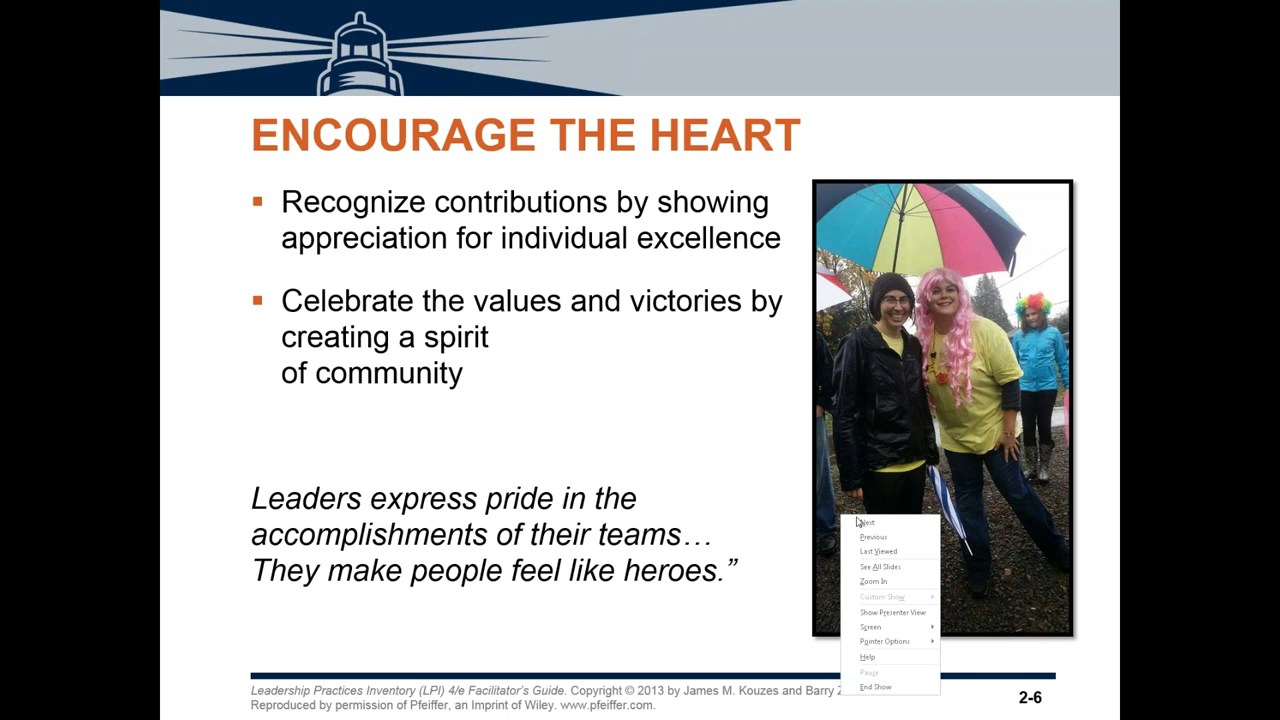 ENCOURAGE THE HEART
Recognize contributions by showing
appreciation for individual excellence
Celebrate the values and victories by
creating a spirit
of community
Leaders express pride in the
accomplishments of their teams…
They make people feel like heroes.”
Next
Previous
Last Viewed
See All Slides
Zoom In
Custom Show
Show Presenter View
Screen
Pointer Options
Help
Pause
End Show
Leadership Practices Inventory (LPI) 4/e Facilitator's Guide. Copyright © 2013 by James M. Kouzes and Barry
Reproduced by permission of Pfeiffer, an Imprint of Wiley. www.pfeiffer.com.
2-6